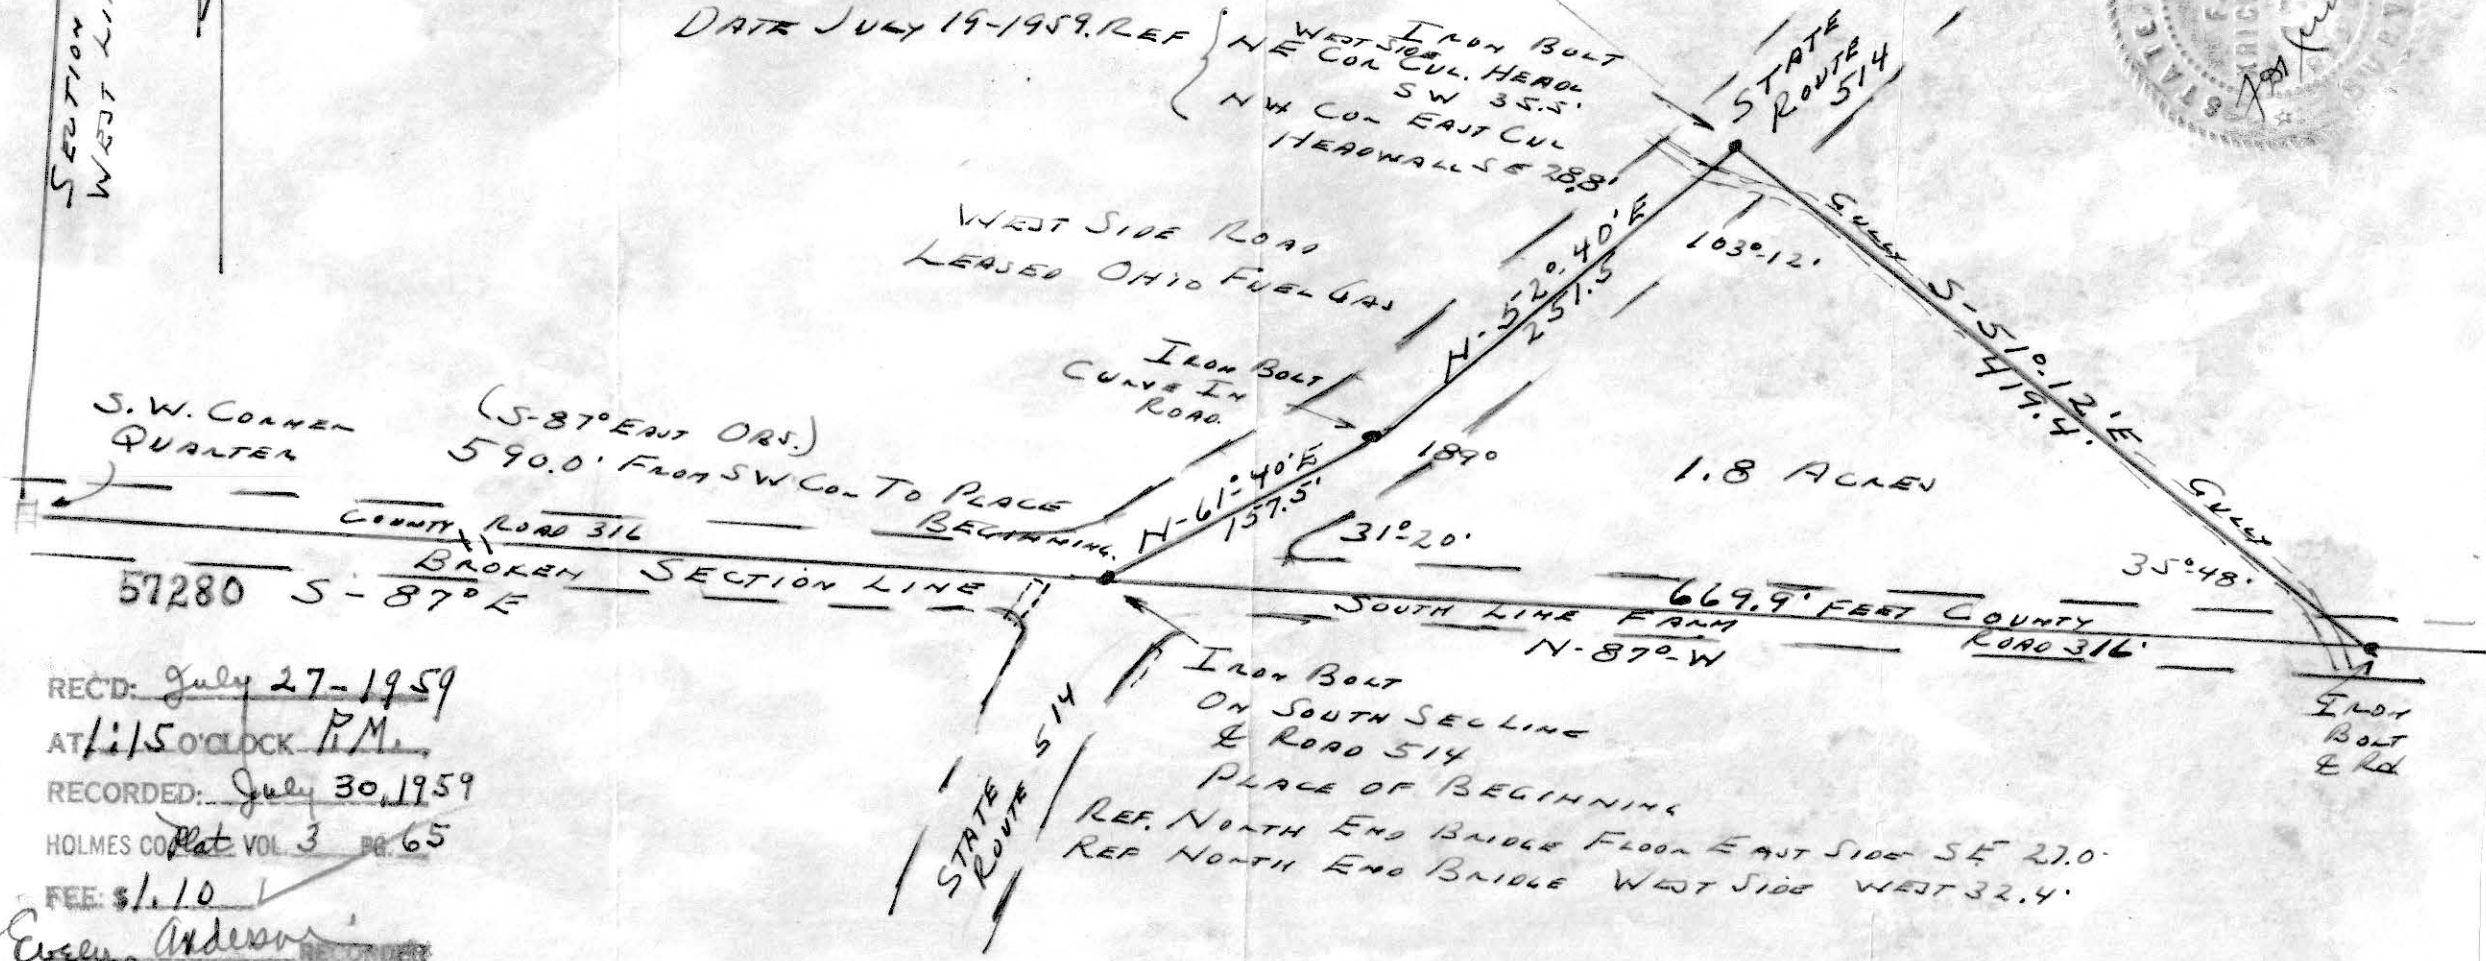 SECTION
WEST LI
DATE JULY 19-1959. REF
IRON BOLT
WEST SIDE
NE COR CUL. HEADL
SW 35.5'
NW COR EAST CUL
HEADWALL SE 28.8'
STATE
ROUTE
514
STATE
WEST SIDE ROAD
LEASED OHIO FUEL GAS
N-52°.40'E
251.5
103°-12'
GULLY
S-51°.12'E
419.4'
GULLY
IRON BOLT
CURVE IN
ROAD.
189°
1.8 ACRES
S.W. CORNER
QUARTER
(S-87° EAST OBS.)
590.0' FROM SW COR TO PLACE
BEGINNING.
N-61°-40'E
157.5'
31°-20'
35°-48'
COUNTY ROAD 316
BROKEN SECTION LINE
57280 S-87°E
669.9' FEET COUNTY
SOUTH LINE FARM
ROAD 316'
N-87°-W
IRON BOLT
ON SOUTH SEC LINE
℄ ROAD 514
PLACE OF BEGINNING
REF. NORTH END BRIDGE FLOOR EAST SIDE SE 27.0'
REF NORTH END BRIDGE WEST SIDE WEST 32.4'
IRON
BOLT
℄ Rd.
STATE
ROUTE 514
REC'D: July 27-1959
AT 1:15 O'CLOCK P.M.
RECORDED: July 30, 1959
HOLMES CO Plat VOL 3 PG. 65
FEE: $1.10
Evelyn Anderson RECORDER